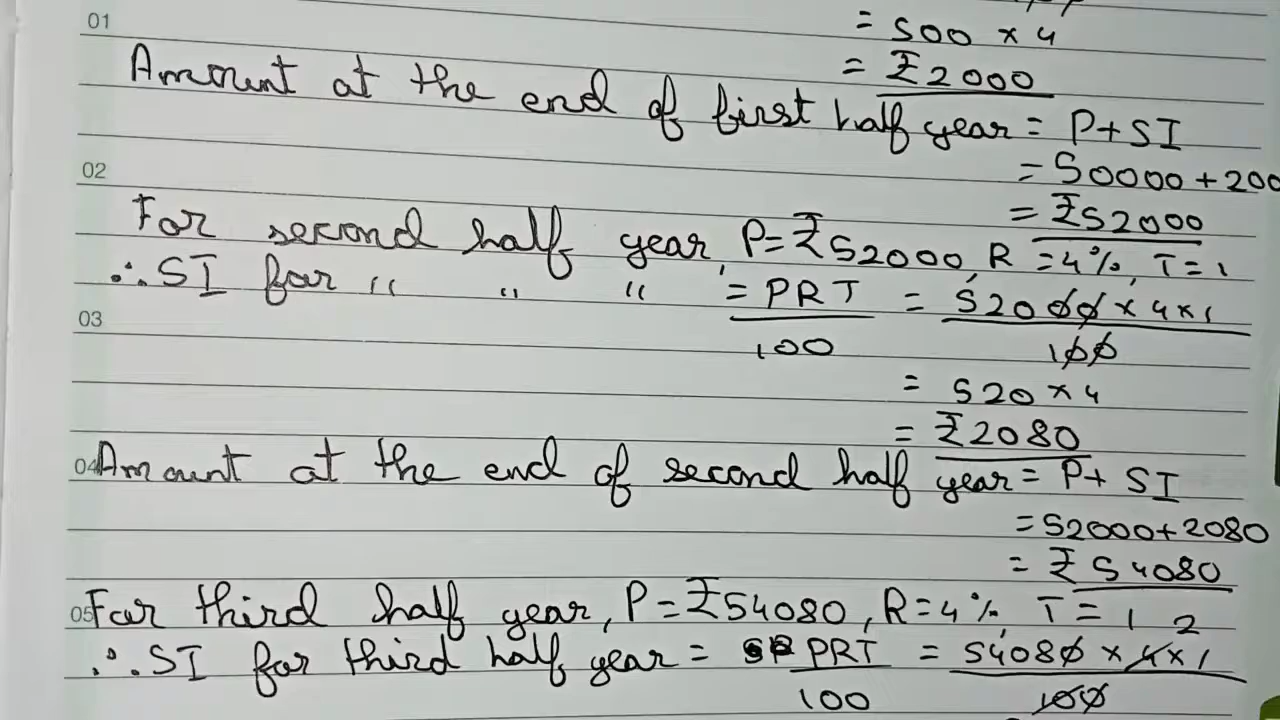 01
= 500 × 4
= ₹2000
Amount at the end of first half year = P+SI
= 50000 + 200
02
= ₹52000
For second half year, P=₹52000, R =4%, T=1
∴ SI for " " " = PRT/100 = 52000×4×1/100
03
= 520 × 4
= ₹2080
04
Amount at the end of second half year = P+ SI
= 52000+2080
= ₹54080
05
For third half year, P=₹54080, R=4%, T=1 2
∴ SI for third half year = PRT/100 = 54080 × 4×1/100